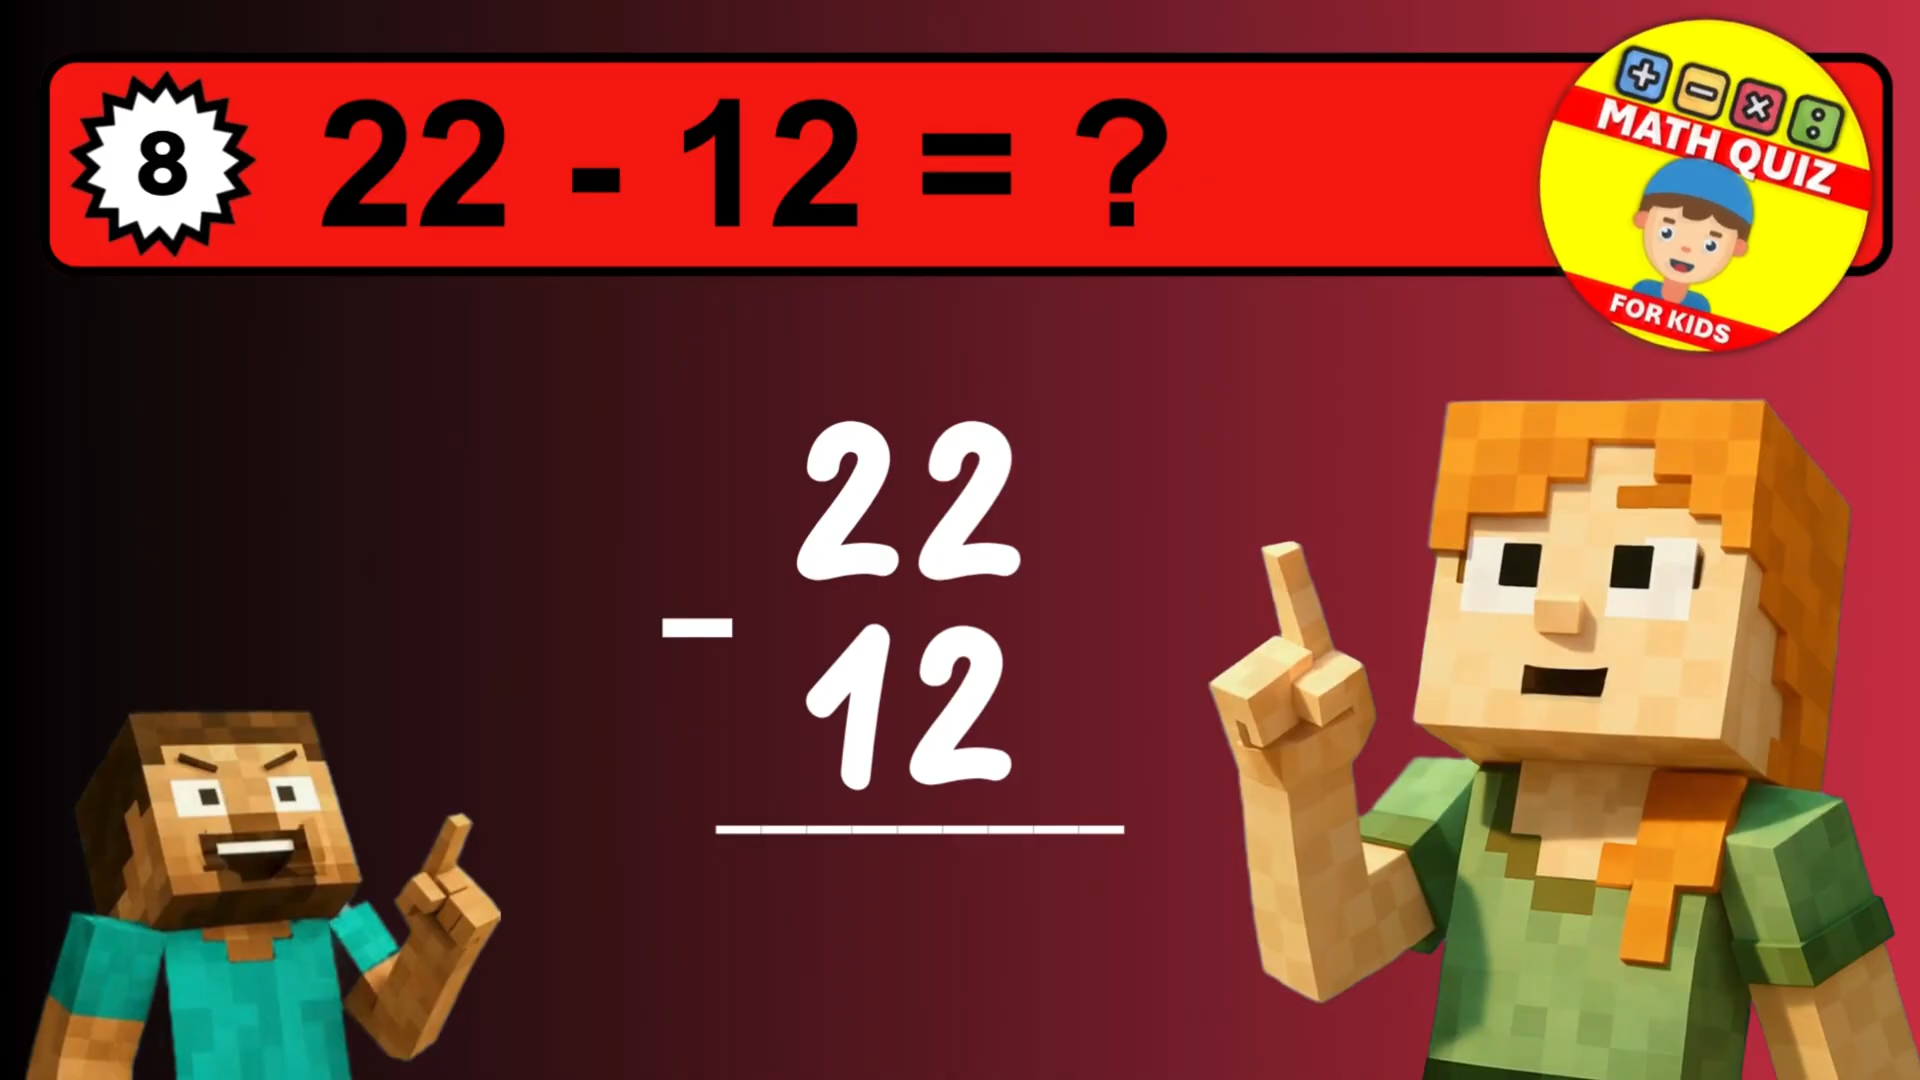 8
22 - 12 = ?
+ - × :
MATH QUIZ
FOR KIDS
22
-
12